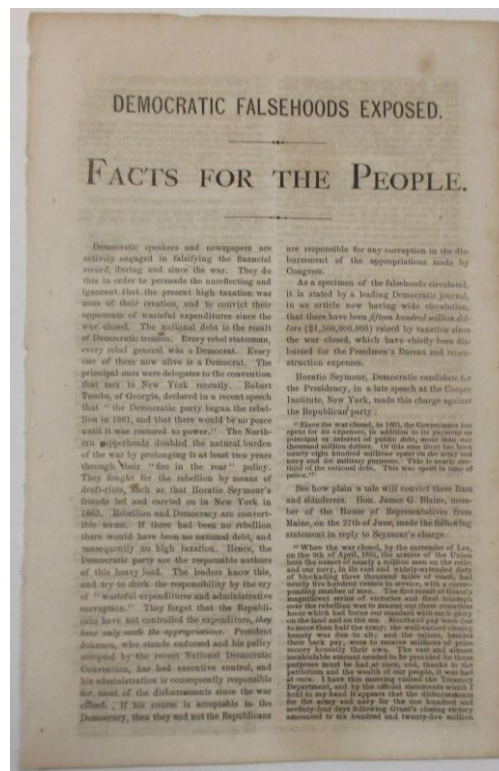 DEMOCRATIC FALSEHOODS EXPOSED.
FACTS FOR THE PEOPLE.
Democratic speakers and newspapers are
actively engaged in falsifying the financial
record, during and since the war. They do
this in order to persuade the unreflecting and
ignorant that the present high taxation was
none of their creation, and to convict their
opponents of wasteful expenditures since the
war closed. The national debt is the result
of Democratic treason. Every rebel statesman,
every rebel general was a Democrat. Every
one of them now alive is a Democrat. The
principal ones were delegates to the convention
that met in New York recently. Robert
Tombs, of Georgia, declared in a recent speech
that "the Democratic party began the rebel-
lion in 1861, and that there would be no peace
until it was restored to power." The North-
ern copperheads doubled the natural burden
of the war by prolonging it at least two years
through their "fire in the rear" policy.
They fought for the rebellion by means of
draft-riots, such as that Horatio Seymour's
friends led and carried on in New York in
1863. Rebellion and Democracy are convert-
ible terms. If there had been no rebellion
there would have been no national debt, and
consequently no high taxation. Hence, the
Democratic party are the responsible authors
of this heavy load. The leaders know this,
and try to shirk the responsibility by the cry
of "wasteful expenditures and administrative
corruption." They forget that the Republi-
cans have not controlled the expenditure, they
have only made the appropriations. President
Johnson, who stands endorsed and his policy
accepted by the recent National Democratic
Convention, has had executive control, and
his administration is consequently responsible
for most of the disbursements since the war
closed. If his course is acceptable to the
Democracy, then they and not the Republicans
are responsible for any corruption in the dis-
bursement of the appropriations made by
Congress.
As a specimen of the falsehoods circulated,
it is stated by a leading Democratic journal,
in an article now having wide circulation,
that there have been fifteen hundred million dol-
lars ($1,500,000,000) raised by taxation since
the war closed, which have chiefly been dis-
bursed for the Freedmen's Bureau and recon-
struction expenses.
Horatio Seymour, Democratic candidate for
the Presidency, in a late speech at the Cooper
Institute, New York, made this charge against
the Republican party:
"Since the war closed, in 1865, the Government has
spent for its expenses, in addition to its payment on
principal or interest of public debt, more than one
thousand million dollars. Of this sum there has been
nearly eight hundred millions spent on the army and
navy and for military purposes. This is nearly one-
third of the national debt. This was spent in time of
peace."
See how plain a tale will convict these liars
and slanderers. Hon. James G. Blaine, mem-
ber of the House of Representatives from
Maine, on the 27th of June, made the following
statement in reply to Seymour's charge:
"When the war closed, by the surrender of Lee,
on the 9th of April, 1865, the armies of the Union
bore the names of nearly a million men on the rolls;
and our navy, in its vast and widely-extended duty
of blockading three thousand miles of coast, had
nearly five hundred vessels in service, with a corres-
ponding number of men. The first result of Grant's
magnificent series of victories and final triumph
over the rebellion was to muster out these countless
hosts which had borne our standard with such glory
on the land and on the sea. Months of pay were due
to more than half the army; the well-earned
bounty was due to all; and the sailors, besides
their back pay, were to receive millions of prize
money honestly their own. The vast and almost
incalculable amount needed to be provided for these
purposes must be had at once, and, thanks to the
patriotism and the wealth of our people, it was had
at once. I have this morning visited the Treasury
Department, and by the official statements which I
hold in my hand it appears that the disbursements
for the army and navy for the one hundred and
seventy-four days following Grant's closing victory
amounted to six hundred and twenty-five million